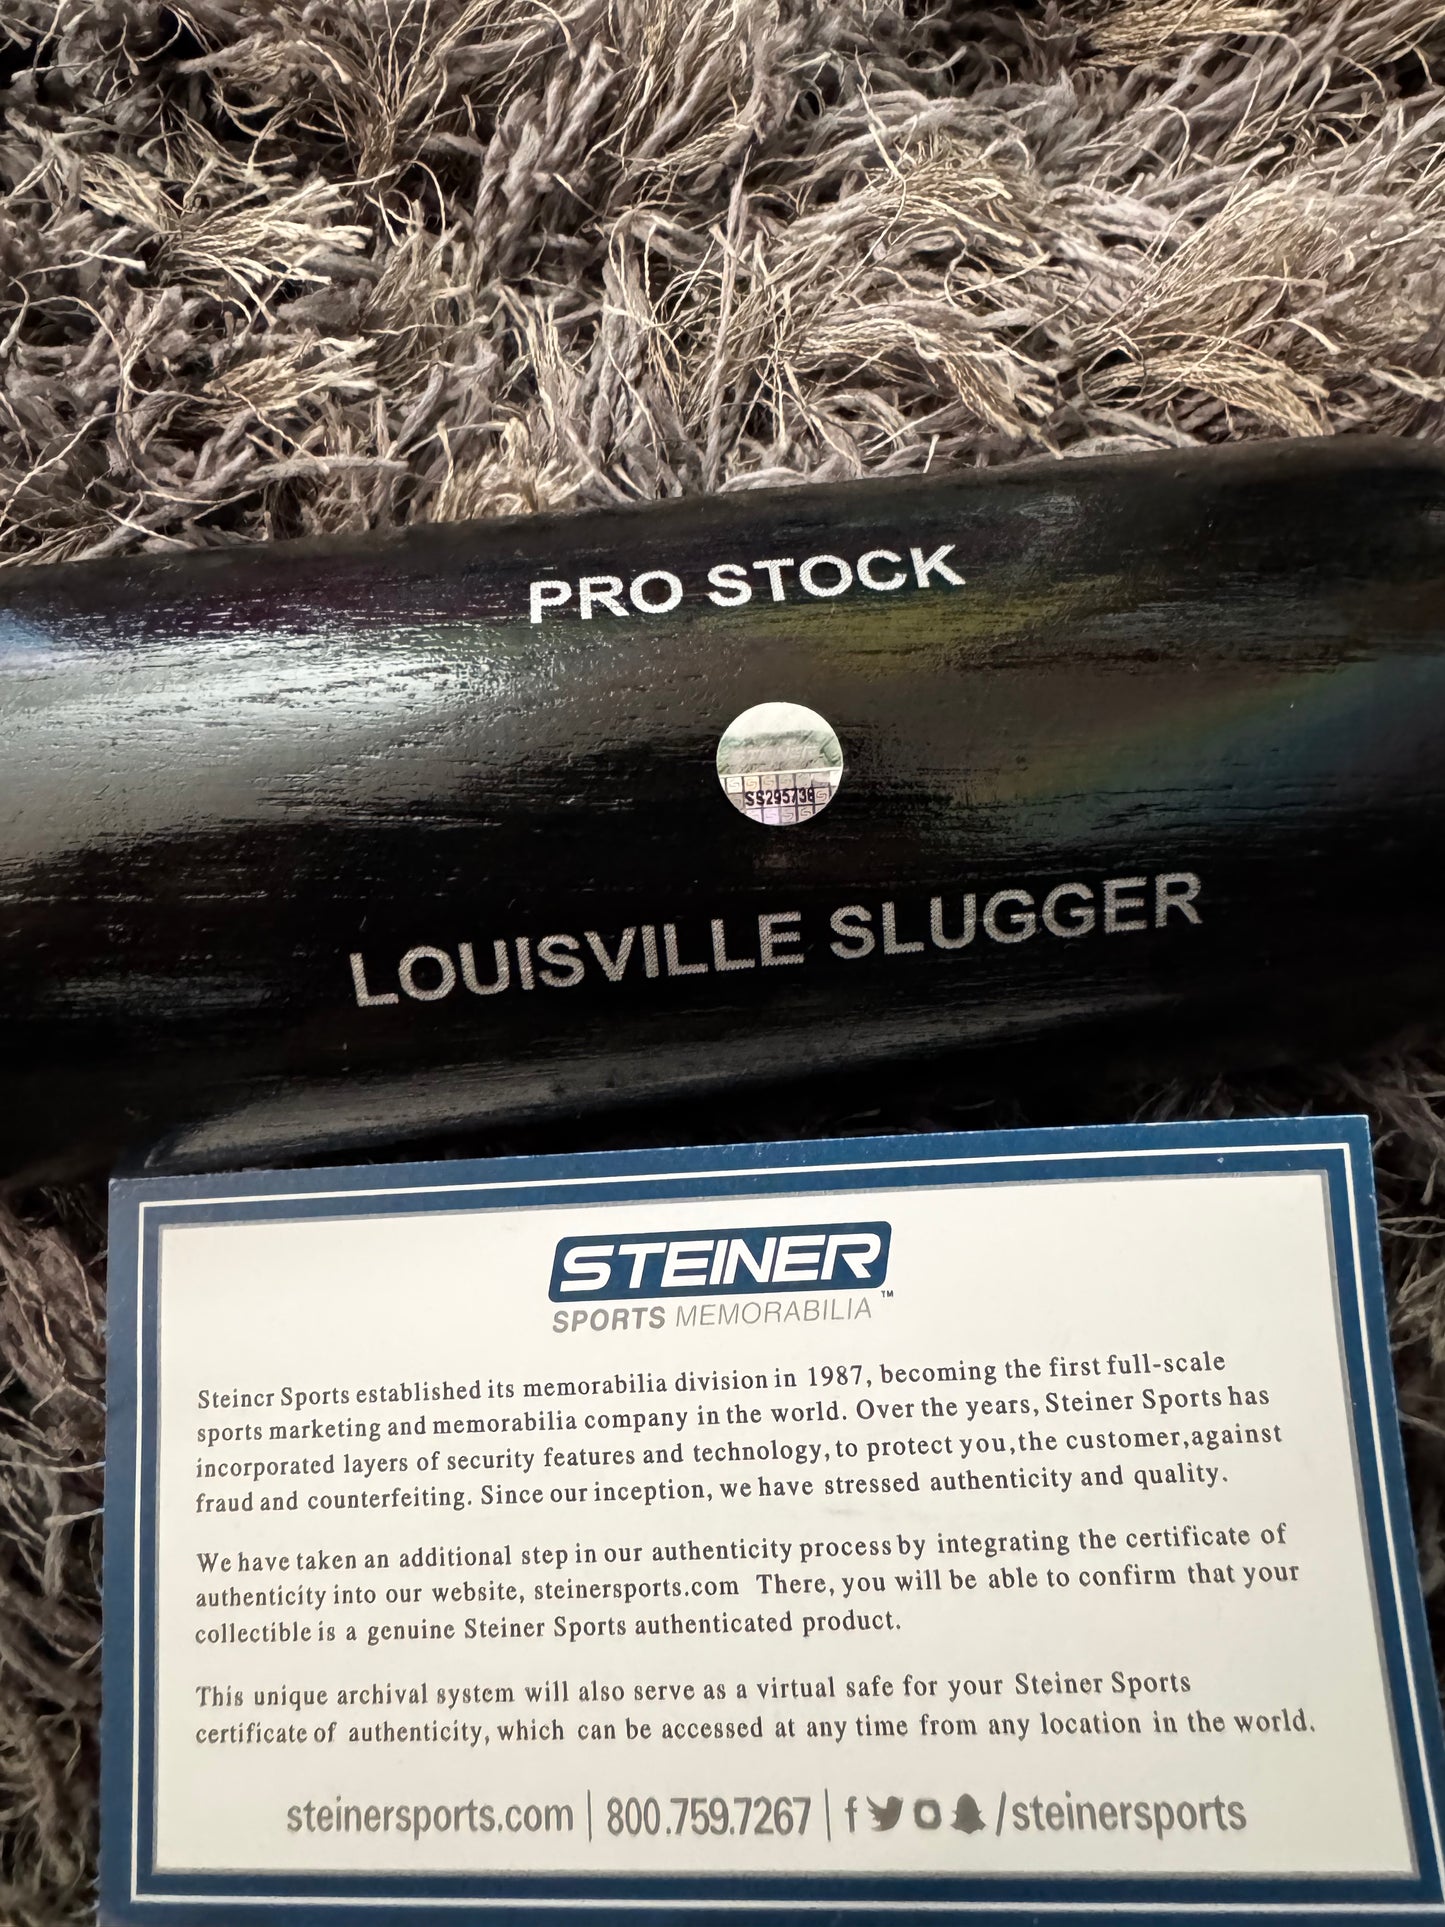 PRO STOCK
SS295736
LOUISVILLE SLUGGER
STEINER
SPORTS MEMORABILIA™
Steiner Sports established its memorabilia division in 1987, becoming the first full-scale
sports marketing and memorabilia company in the world. Over the years, Steiner Sports has
incorporated layers of security features and technology, to protect you, the customer, against
fraud and counterfeiting. Since our inception, we have stressed authenticity and quality.
We have taken an additional step in our authenticity process by integrating the certificate of
authenticity into our website, steinersports.com There, you will be able to confirm that your
collectible is a genuine Steiner Sports authenticated product.
This unique archival system will also serve as a virtual safe for your Steiner Sports
certificate of authenticity, which can be accessed at any time from any location in the world.
steinersports.com | 800.759.7267 | f /steinersports